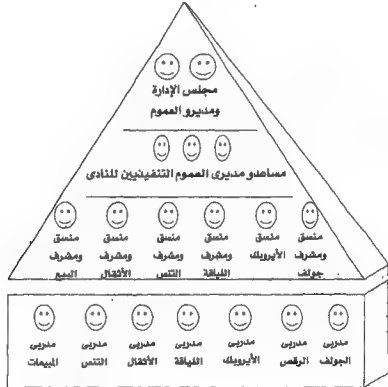 مجلس الإدارة
ومديرو العموم
مساعدو مديرى العموم التنفيذيين للنادى
منسق ومشرف جولف
منسق الأيروبك
منسق ومشرف اللياقة
منسق ومشرف التنس
منسق ومشرف الأثقال
منسق ومشرف البيع
مدربى الجولف
مدربى الرقص
مدربى الأيروبك
مدربى اللياقة
مدربى الأثقال
مدربى التنس
مدربى المبيعات